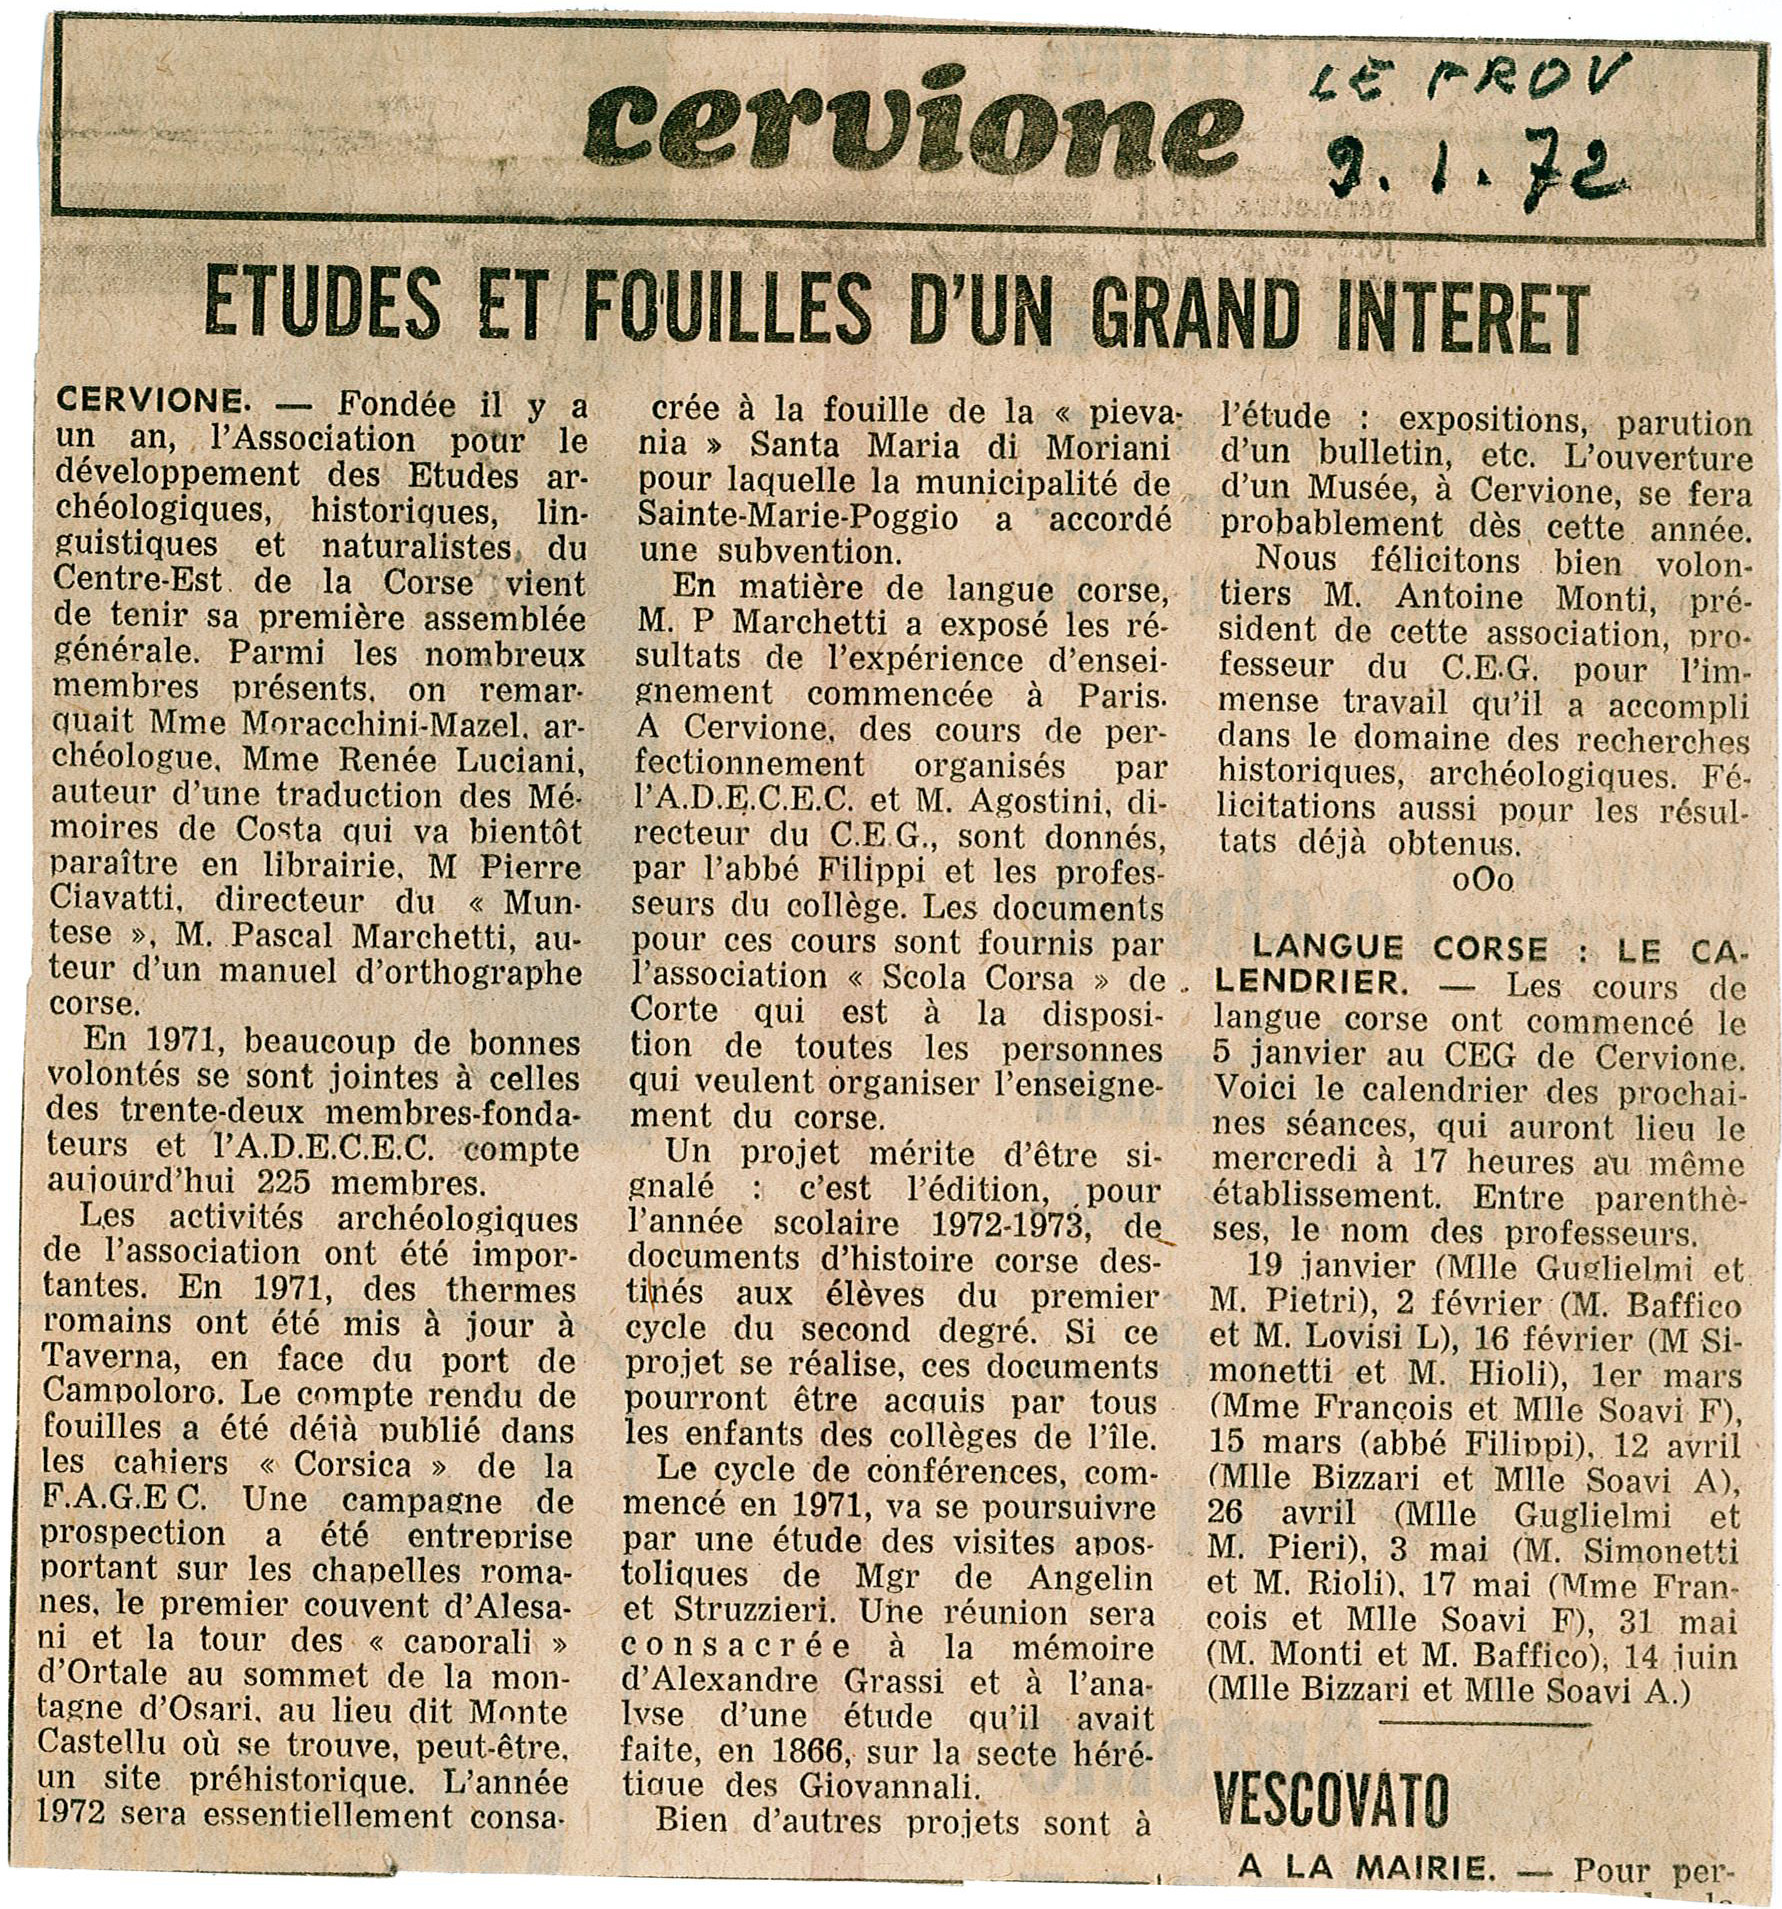 cervione
LE PROV
9.1.72
ETUDES ET FOUILLES D'UN GRAND INTERET
CERVIONE. — Fondée il y a
un an, l'Association pour le
développement des Etudes ar-
chéologiques, historiques, lin-
guistiques et naturalistes, du
Centre-Est de la Corse vient
de tenir sa première assemblée
générale. Parmi les nombreux
membres présents, on remar-
quait Mme Moracchini-Mazel, ar-
chéologue, Mme Renée Luciani,
auteur d'une traduction des Mé-
moires de Costa qui va bientôt
paraître en librairie, M Pierre
Ciavatti, directeur du « Mun-
tese », M. Pascal Marchetti, au-
teur d'un manuel d'orthographe
corse.
En 1971, beaucoup de bonnes
volontés se sont jointes à celles
des trente-deux membres-fonda-
teurs et l'A.D.E.C.E.C. compte
aujourd'hui 225 membres.
Les activités archéologiques
de l'association ont été impor-
tantes. En 1971, des thermes
romains ont été mis à jour à
Taverna, en face du port de
Campoloro. Le compte rendu de
fouilles a été déjà publié dans
les cahiers « Corsica » de la
F.A.G.E C. Une campagne de
prospection a été entreprise
portant sur les chapelles roma-
nes, le premier couvent d'Alesa-
ni et la tour des « caporali »
d'Ortale au sommet de la mon-
tagne d'Osari, au lieu dit Monte
Castellu où se trouve, peut-être,
un site préhistorique. L'année
1972 sera essentiellement consa-
crée à la fouille de la « pieva-
nia » Santa Maria di Moriani
pour laquelle la municipalité de
Sainte-Marie-Poggio a accordé
une subvention.
En matière de langue corse,
M. P Marchetti a exposé les ré-
sultats de l'expérience d'ensei-
gnement commencée à Paris.
A Cervione, des cours de per-
fectionnement organisés par
l'A.D.E.C.E.C. et M. Agostini, di-
recteur du C.E.G., sont donnés,
par l'abbé Filippi et les profes-
seurs du collège. Les documents
pour ces cours sont fournis par
l'association « Scola Corsa » de
Corte qui est à la disposi-
tion de toutes les personnes
qui veulent organiser l'enseigne-
ment du corse.
Un projet mérite d'être si-
gnalé : c'est l'édition, pour
l'année scolaire 1972-1973, de
documents d'histoire corse des-
tinés aux élèves du premier
cycle du second degré. Si ce
projet se réalise, ces documents
pourront être acquis par tous
les enfants des collèges de l'île.
Le cycle de conférences, com-
mencé en 1971, va se poursuivre
par une étude des visites apos-
toliques de Mgr de Angelin
et Struzzieri. Une réunion sera
consacrée à la mémoire
d'Alexandre Grassi et à l'ana-
lyse d'une étude qu'il avait
faite, en 1866, sur la secte héré-
tique des Giovannali.
Bien d'autres projets sont à
l'étude : expositions, parution
d'un bulletin, etc. L'ouverture
d'un Musée, à Cervione, se fera
probablement dès cette année.
Nous félicitons bien volon-
tiers M. Antoine Monti, pré-
sident de cette association, pro-
fesseur du C.E.G. pour l'im-
mense travail qu'il a accompli
dans le domaine des recherches
historiques, archéologiques. Fé-
licitations aussi pour les résul-
tats déjà obtenus.
oOo
LANGUE CORSE : LE CA-
LENDRIER. — Les cours de
langue corse ont commencé le
5 janvier au CEG de Cervione.
Voici le calendrier des prochai-
nes séances, qui auront lieu le
mercredi à 17 heures au même
établissement. Entre parenthè-
ses, le nom des professeurs.
19 janvier (Mlle Guglielmi et
M. Pietri), 2 février (M. Baffico
et M. Lovisi L), 16 février (M Si-
monetti et M. Hioli), 1er mars
(Mme François et Mlle Soavi F),
15 mars (abbé Filippi), 12 avril
(Mlle Bizzari et Mlle Soavi A),
26 avril (Mlle Guglielmi et
M. Pieri), 3 mai (M. Simonetti
et M. Rioli), 17 mai (Mme Fran-
çois et Mlle Soavi F), 31 mai
(M. Monti et M. Baffico), 14 juin
(Mlle Bizzari et Mlle Soavi A.)
VESCOVATO
A LA MAIRIE. — Pour per-